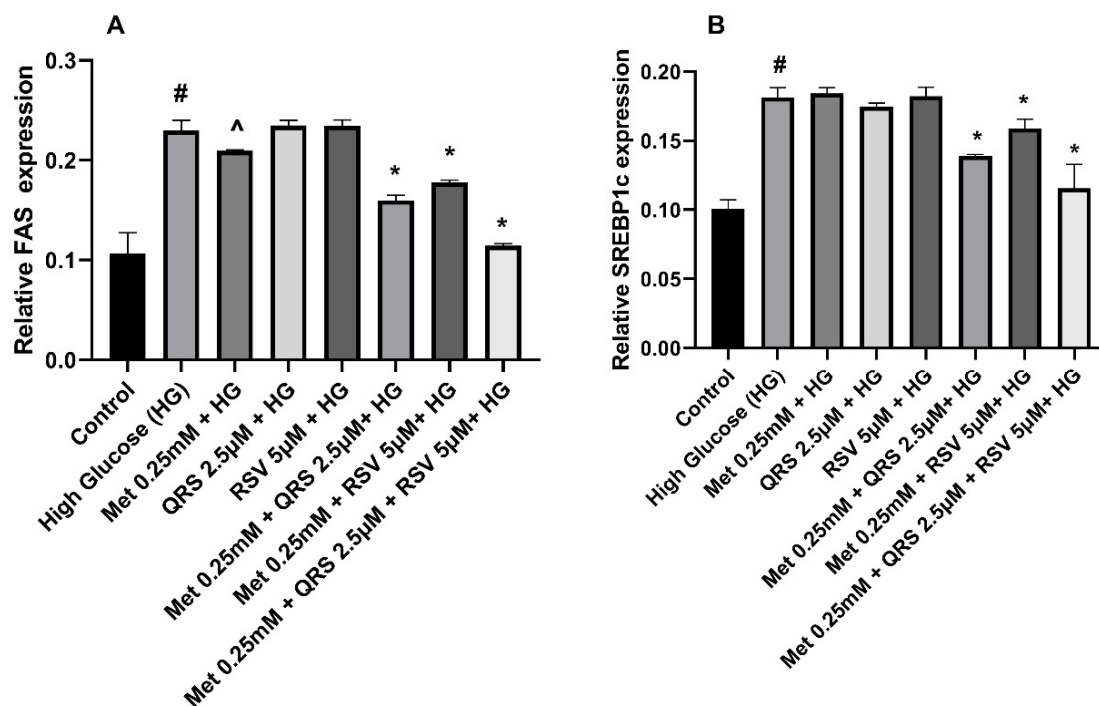 A
Relative FAS expression
0.3
0.2
0.1
0.0
#
^
*
*
*
Control
High Glucose (HG)
Met 0.25mM + HG
QRS 2.5µM + HG
RSV 5µM + HG
Met 0.25mM + QRS 2.5µM+ HG
Met 0.25mM + RSV 5µM+ HG
Met 0.25mM + QRS 2.5µM + RSV 5µM+ HG
B
Relative SREBP1c expression
0.20
0.15
0.10
0.05
0.00
#
*
*
*
Control
High Glucose (HG)
Met 0.25mM + HG
QRS 2.5µM + HG
RSV 5µM + HG
Met 0.25mM + QRS 2.5µM+ HG
Met 0.25mM + RSV 5µM+ HG
Met 0.25mM + QRS 2.5µM + RSV 5µM+ HG